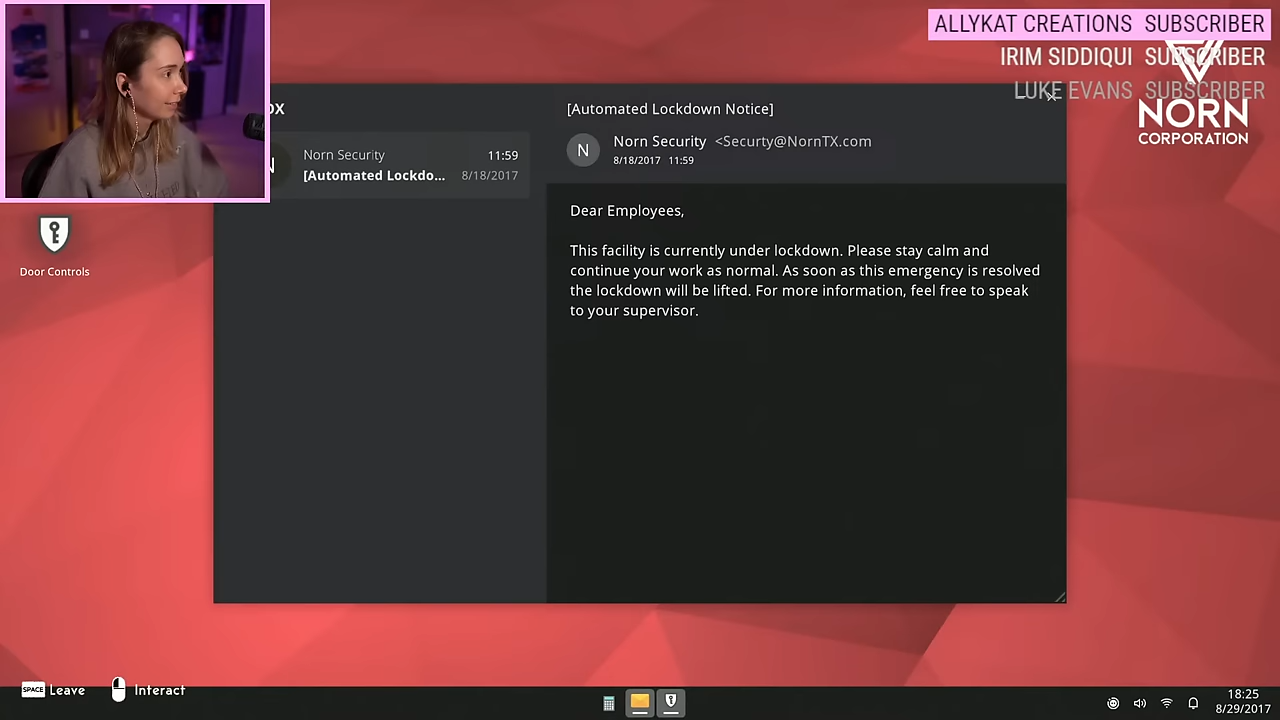 ALLYKAT CREATIONS SUBSCRIBER
IRIM SIDDIQUI SUBSCRIBER
LUKE EVANS SUBSCRIBER
NORN
CORPORATION
OX
Norn Security 11:59
[Automated Lockdo... 8/18/2017
[Automated Lockdown Notice]
N
Norn Security <Securty@NornTX.com
8/18/2017 11:59
Dear Employees,
This facility is currently under lockdown. Please stay calm and
continue your work as normal. As soon as this emergency is resolved
the lockdown will be lifted. For more information, feel free to speak
to your supervisor.
Door Controls
SPACE Leave Interact
18:25
8/29/2017